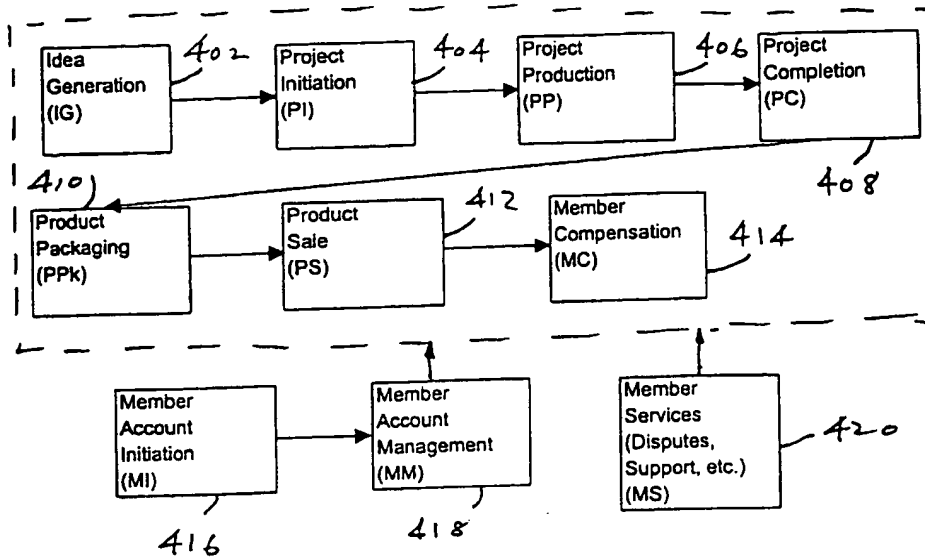 Idea
Generation
(IG)
402
Project
Initiation
(PI)
404
Project
Production
(PP)
406
Project
Completion
(PC)
408
410
Product
Packaging
(PPk)
Product
Sale
(PS)
412
Member
Compensation
(MC)
414
Member
Account
Initiation
(MI)
416
Member
Account
Management
(MM)
418
Member
Services
(Disputes,
Support, etc.)
(MS)
420